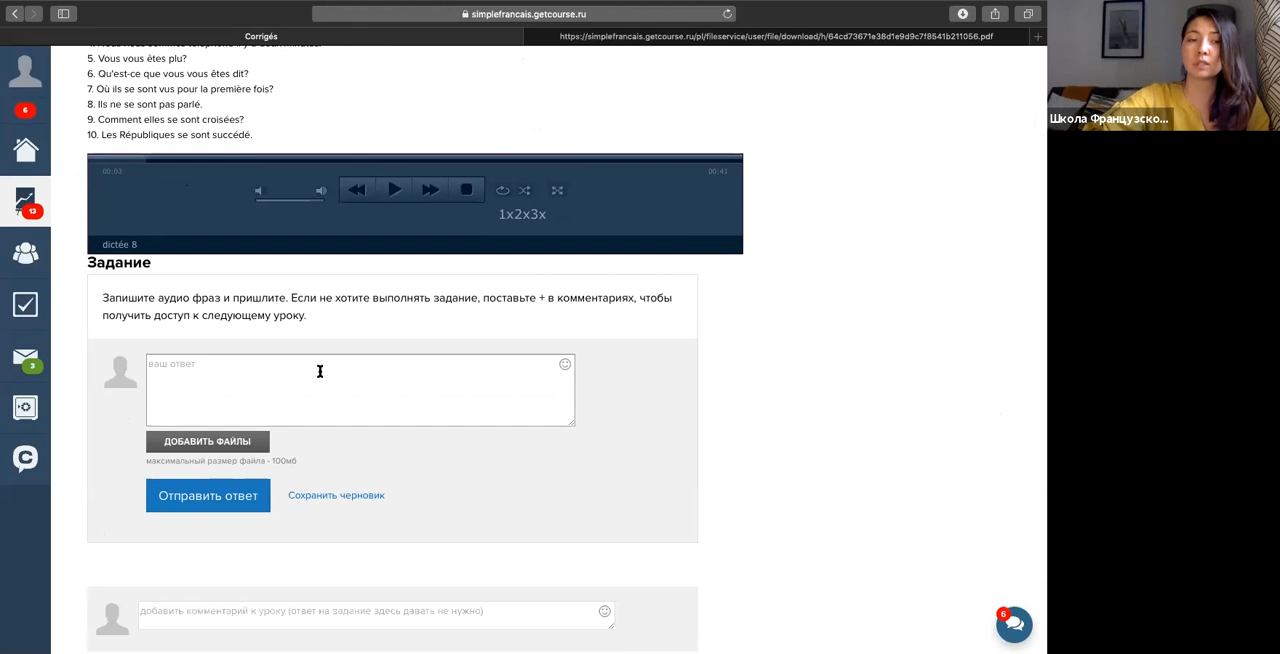 simplefrancais.getcourse.ru
Corrigés
https://simplefrancais.getcourse.ru/pl/fileservice/user/file/download/h/64cd73671e38d1e9d9c7f8541b211056.pdf
6
13
3
5. Vous vous êtes plu?
6. Qu'est-ce que vous vous êtes dit?
7. Où ils se sont vus pour la première fois?
8. Ils ne se sont pas parlé.
9. Comment elles se sont croisées?
10. Les Républiques se sont succédé.
00:02
00:41
1x2x3x
dictée 8
Задание
Запишите аудио фраз и пришлите. Если не хотите выполнять задание, поставьте + в комментариях, чтобы
получить доступ к следующему уроку.
ваш ответ
ДОБАВИТЬ ФАЙЛЫ
максимальный размер файла - 100мб
Отправить ответ
Сохранить черновик
добавить комментарий к уроку (ответ на задание здесь давать не нужно)
6
Школа Французско...